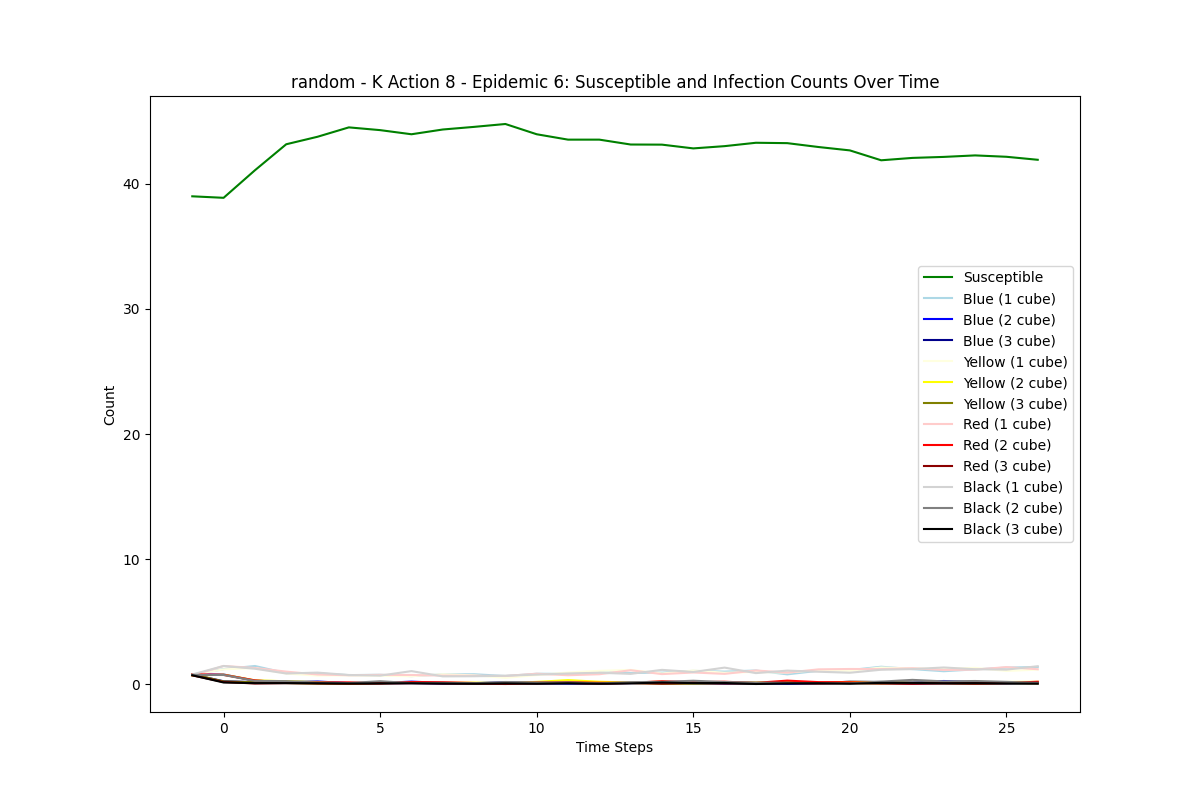 random - K Action 8 - Epidemic 6: Susceptible and Infection Counts Over Time
Count
40
30
20
10
0
Susceptible
Blue (1 cube)
Blue (2 cube)
Blue (3 cube)
Yellow (1 cube)
Yellow (2 cube)
Yellow (3 cube)
Red (1 cube)
Red (2 cube)
Red (3 cube)
Black (1 cube)
Black (2 cube)
Black (3 cube)
0 5 10 15 20 25
Time Steps